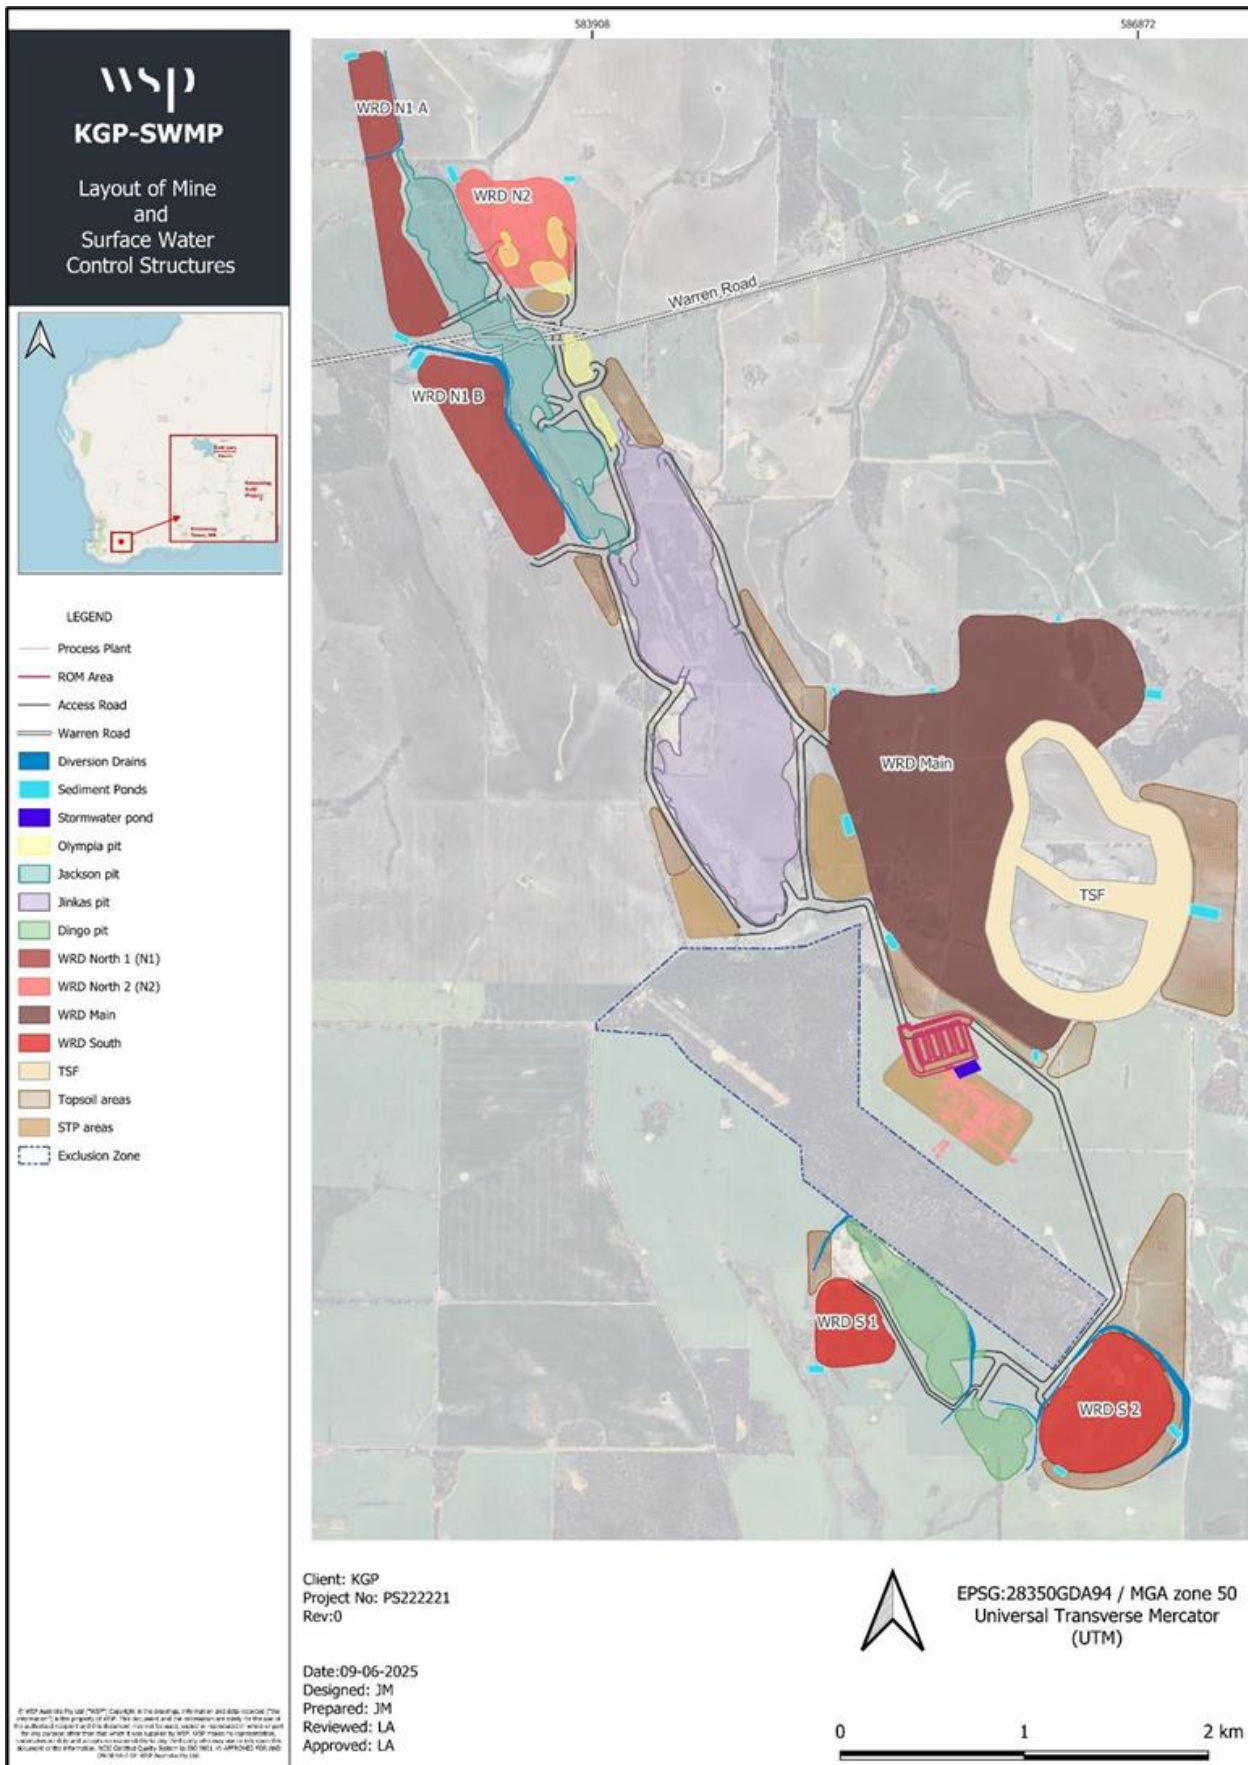 583908
586872
wsp
KGP-SWMP
Layout of Mine
and
Surface Water
Control Structures
LEGEND
Process Plant
ROM Area
Access Road
Warren Road
Diversion Drains
Sediment Ponds
Stormwater pond
Olympia pit
Jackson pit
Jinkas pit
Dingo pit
WRD North 1 (N1)
WRD North 2 (N2)
WRD Main
WRD South
TSF
Topsoil areas
STP areas
Exclusion Zone
WRD N1 A
WRD N2
Warren Road
WRD N1 B
WRD Main
TSF
WRD S 1
WRD S 2
Client: KGP
Project No: PS222221
Rev:0
Date:09-06-2025
Designed: JM
Prepared: JM
Reviewed: LA
Approved: LA
EPSG:28350GDA94 / MGA zone 50
Universal Transverse Mercator
(UTM)
0 1 2 km